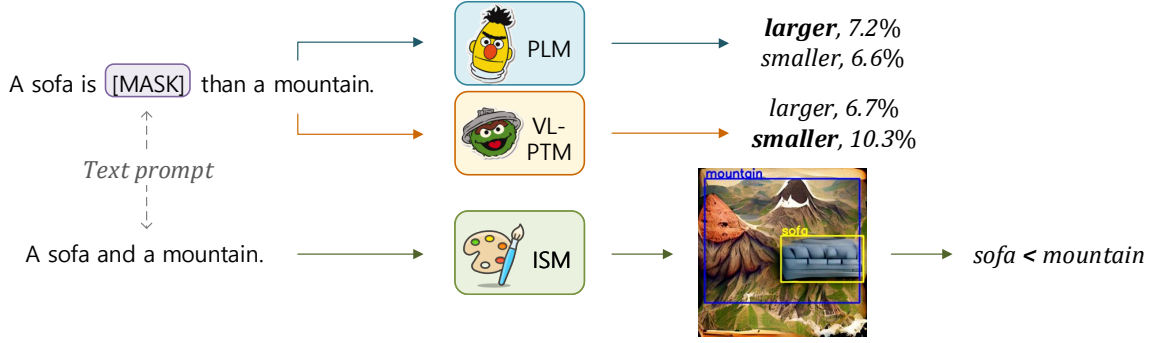 A sofa is [MASK] than a mountain.
PLM
larger, 7.2%
smaller, 6.6%
VL-
PTM
larger, 6.7%
smaller, 10.3%
Text prompt
A sofa and a mountain.
ISM
mountain
sofa
sofa < mountain